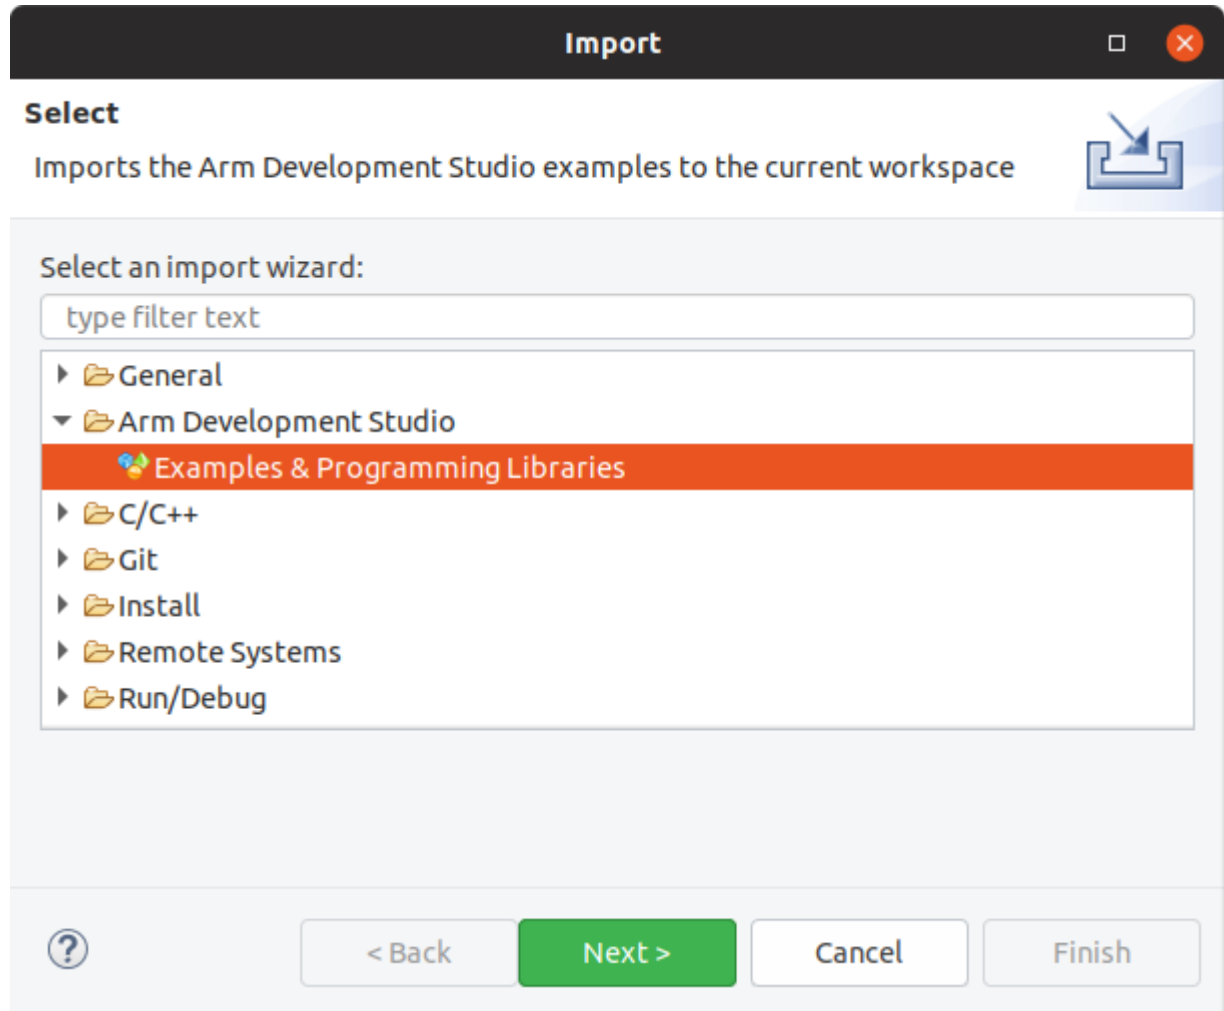 Import
Select
Imports the Arm Development Studio examples to the current workspace
Select an import wizard:
type filter text
General
Arm Development Studio
Examples & Programming Libraries
C/C++
Git
Install
Remote Systems
Run/Debug
? < Back Next > Cancel Finish